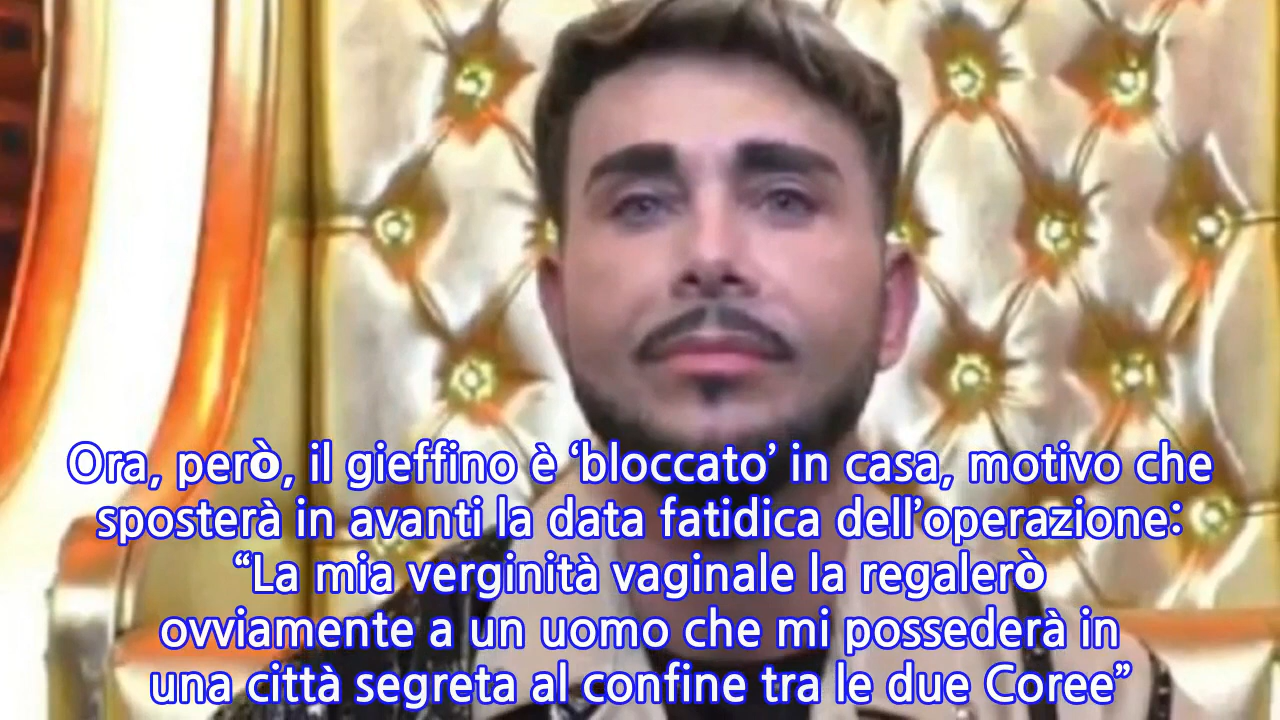 Ora, però, il gieffino è ‘bloccato’ in casa, motivo che
sposterà in avanti la data fatidica dell’operazione:
“La mia verginità vaginale la regalerò
ovviamente a un uomo che mi possederà in
una città segreta al confine tra le due Coree”